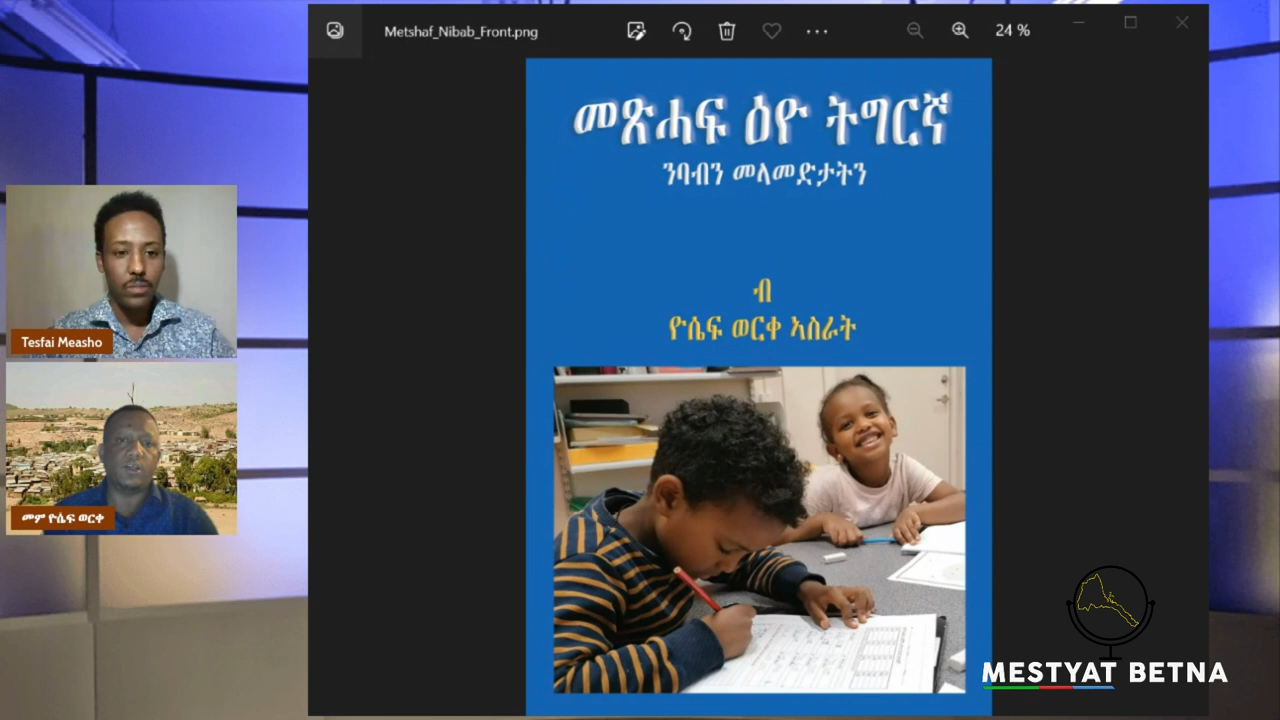 Metshaf_Nibab_Front.png
24 %
መጽሓፍ ዕዮ ትግርኛ
ንባብን መላመድታትን
ብ
ዮሴፍ ወርቀ ኣስራት
Tesfai Measho
መም ዮሴፍ ወርቀ
MESTYAT BETNA